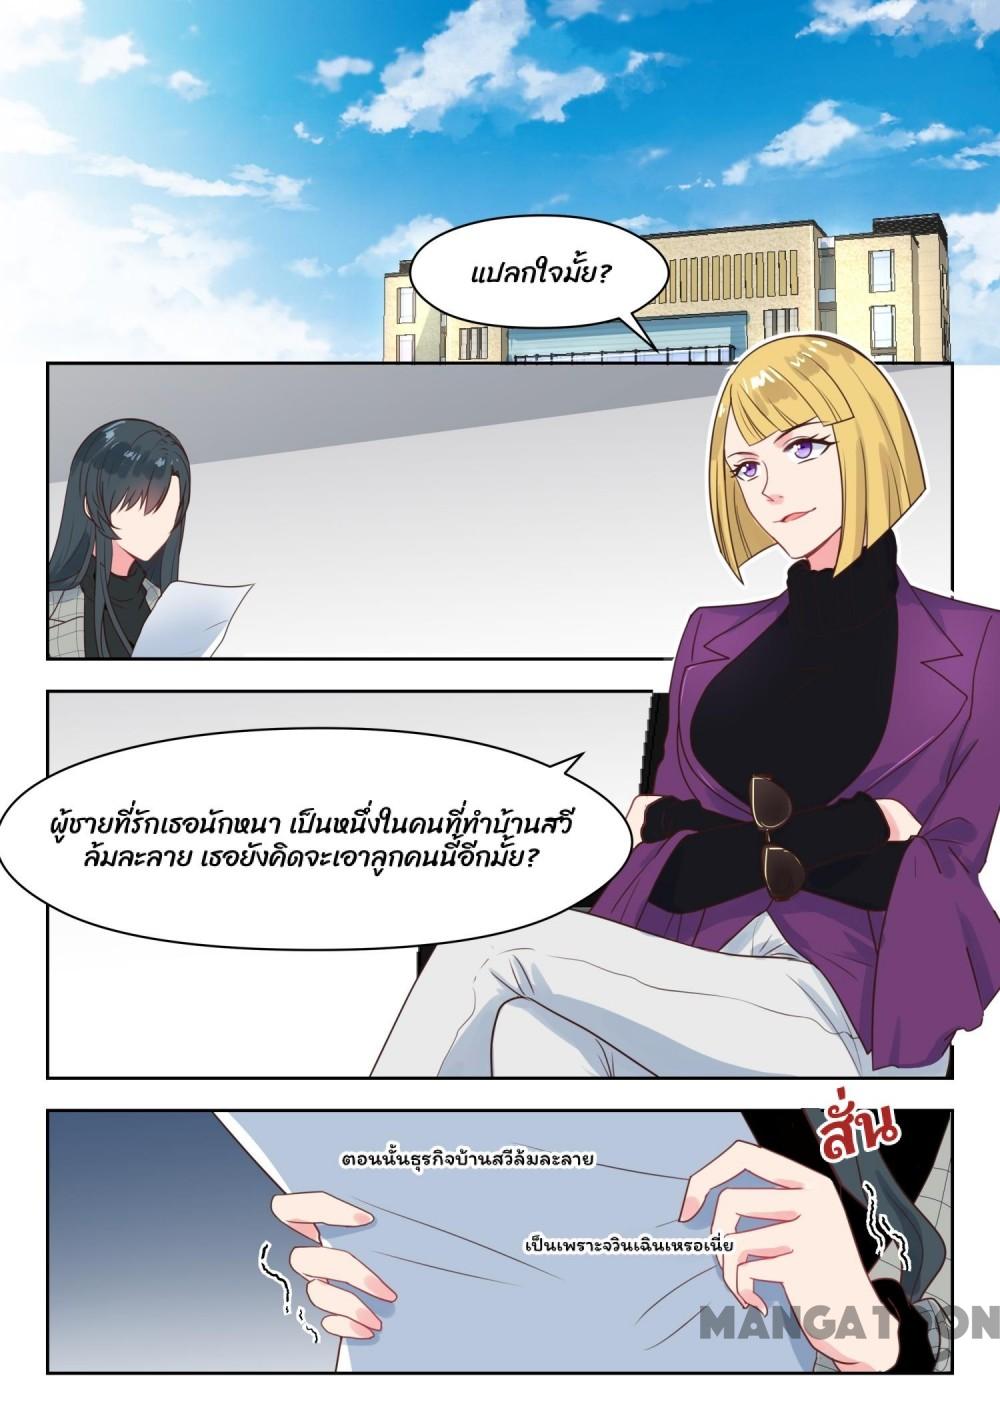 แปลกใจมั้ย?
ผู้ชายที่รักเธอนักหนา เป็นหนึ่งในคนที่ทำบ้านสวี
ล้มละลาย เธอยังคิดจะเอาลูกคนนี้อีกมั้ย?
สั่น
ตอนนั้นธุรกิจบ้านสวีล้มละลาย
เป็นเพราะจวินเฉินเหรอเนี่ย
MANGATOON